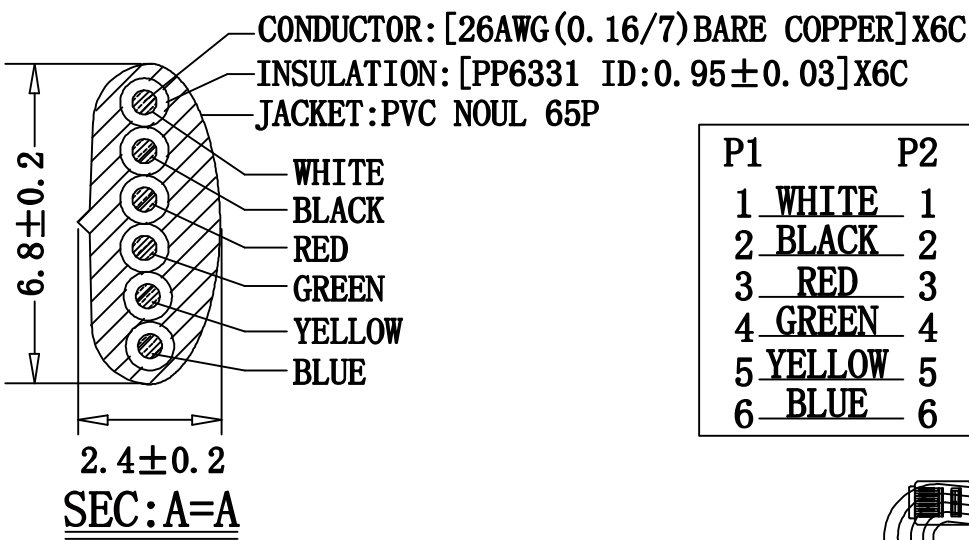 CONDUCTOR:[26AWG(0.16/7)BARE COPPER]X6C
INSULATION:[PP6331 ID:0.95±0.03]X6C
JACKET:PVC NOUL 65P
WHITE
BLACK
RED
GREEN
YELLOW
BLUE
6.8±0.2
2.4±0.2
SEC:A=A
P1 P2
1 WHITE 1
2 BLACK 2
3 RED 3
4 GREEN 4
5 YELLOW 5
6 BLUE 6